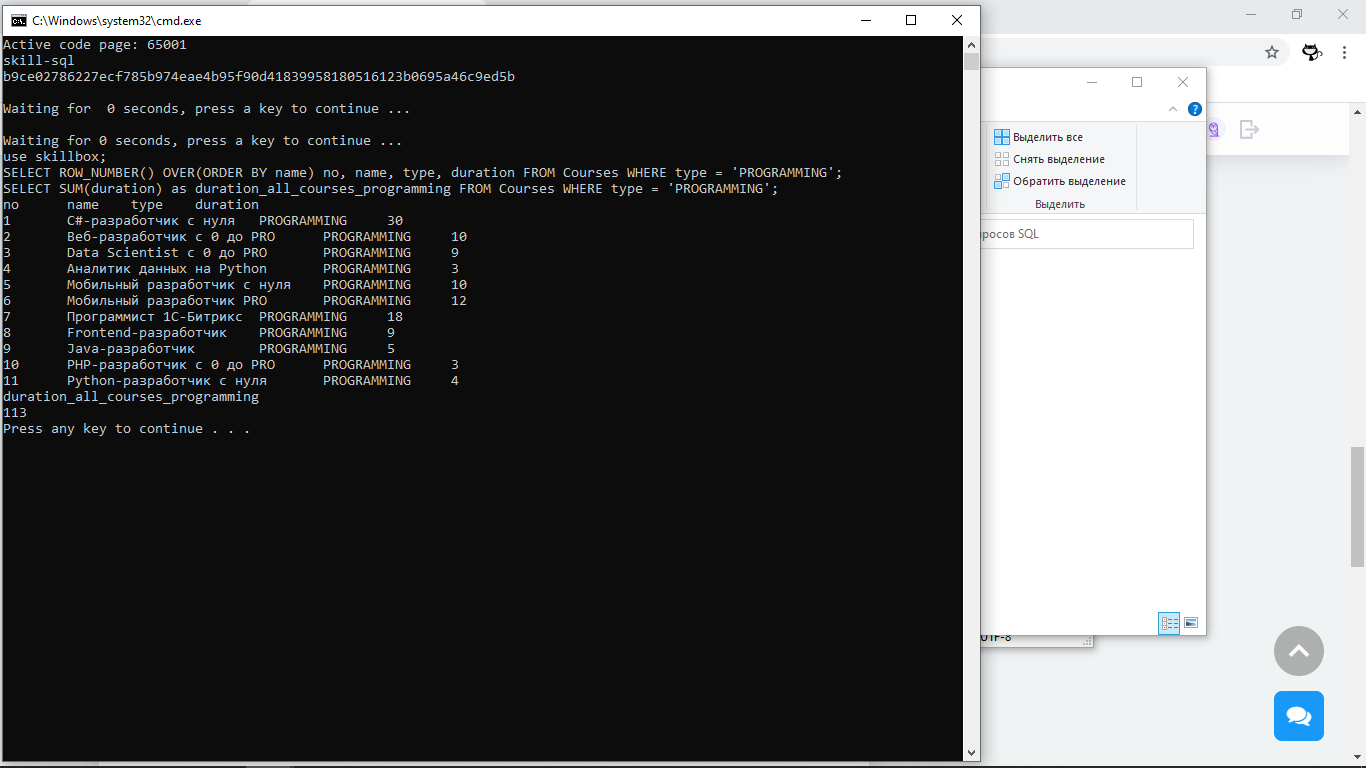 C:\Windows\system32\cmd.exe
Active code page: 65001
skill-sql
b9ce02786227ecf785b974eae4b95f90d41839958180516123b0695a46c9ed5b
Waiting for  0 seconds, press a key to continue ...
Waiting for 0 seconds, press a key to continue ...
use skillbox;
SELECT ROW_NUMBER() OVER(ORDER BY name) no, name, type, duration FROM Courses WHERE type = 'PROGRAMMING';
SELECT SUM(duration) as duration_all_courses_programming FROM Courses WHERE type = 'PROGRAMMING';
no name type duration
1 C#-разработчик с нуля PROGRAMMING 30
2 Веб-разработчик с 0 до PRO PROGRAMMING 10
3 Data Scientist с 0 до PRO PROGRAMMING 9
4 Аналитик данных на Python PROGRAMMING 3
5 Мобильный разработчик с нуля PROGRAMMING 10
6 Мобильный разработчик PRO PROGRAMMING 12
7 Программист 1С-Битрикс PROGRAMMING 18
8 Frontend-разработчик PROGRAMMING 9
9 Java-разработчик PROGRAMMING 5
10 PHP-разработчик с 0 до PRO PROGRAMMING 3
11 Python-разработчик с нуля PROGRAMMING 4
duration_all_courses_programming
113
Press any key to continue . . .
Выделить все
Снять выделение
Обратить выделение
Выделить
SQL
UTF-8